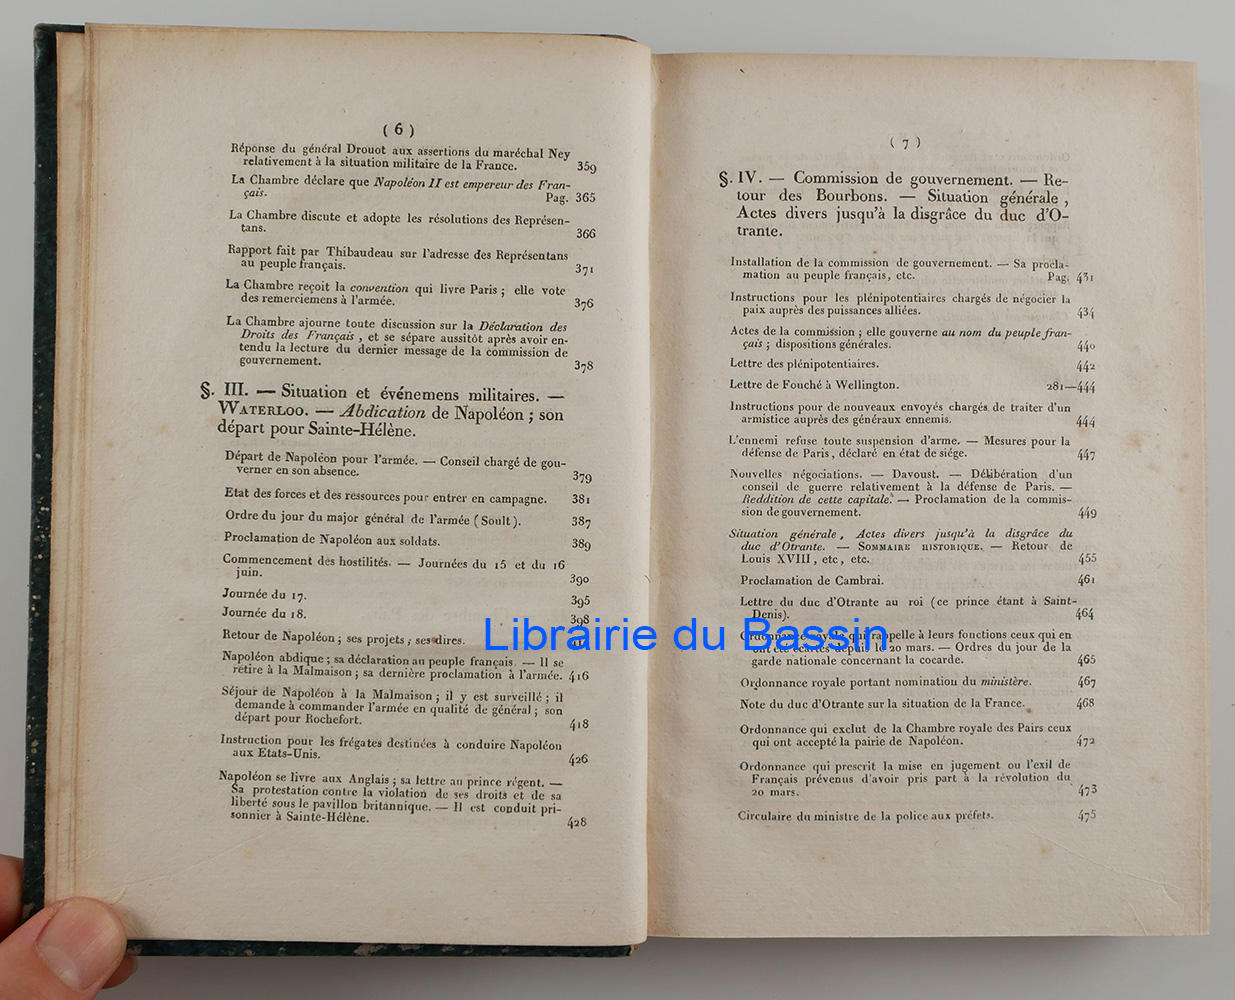 ( 6 )
Réponse du général Drouot aux assertions du maréchal Ney
relativement à la situation militaire de la France. 359
La Chambre déclare que Napoléon II est empereur des Fran-
çais. Pag. 365
La Chambre discute et adopte les résolutions des Représen-
tans. 366
Rapport fait par Thibaudeau sur l'adresse des Représentans
au peuple français. 371
La Chambre reçoit la convention qui livre Paris ; elle vote
des remerciemens à l'armée. 376
La Chambre ajourne toute discussion sur la Déclaration des
Droits des Français , et se sépare aussitôt après avoir en-
tendu la lecture du dernier message de la commission de
gouvernement. 378
§. III. — Situation et événemens militaires. —
WATERLOO. — Abdication de Napoléon ; son
départ pour Sainte-Hélène.
Départ de Napoléon pour l'armée. — Conseil chargé de gou-
verner en son absence. 379
Etat des forces et des ressources pour entrer en campagne. 381
Ordre du jour du major général de l'armée ( Soult ). 387
Proclamation de Napoléon aux soldats. 389
Commencement des hostilités. — Journées du 15 et du 16
juin. 390
Journée du 17. 395
Journée du 18. 398
Retour de Napoléon ; ses projets ; ses dires.
Napoléon abdique ; sa déclaration au peuple français. — Il se
retire à la Malmaison ; sa dernière proclamation à l'armée. 416
Séjour de Napoléon à la Malmaison ; il y est surveillé ; il
demande à commander l'armée en qualité de général ; son
départ pour Rochefort. 418
Instruction pour les frégates destinées à conduire Napoléon
aux Etats-Unis. 426
Napoléon se livre aux Anglais ; sa lettre au prince régent. —
Sa protestation contre la violation de ses droits et de sa
liberté sous le pavillon britannique. — Il est conduit pri-
sonnier à Sainte-Hélène. 428
( 7 )
§. IV. — Commission de gouvernement. — Re-
tour des Bourbons. — Situation générale ,
Actes divers jusqu'à la disgrâce du duc d'O-
trante.
Installation de la commission de gouvernement. — Sa procla-
mation au peuple français, etc. Pag. 431
Instructions pour les plénipotentiaires chargés de négocier la
paix auprès des puissances alliées. 434
Actes de la commission ; elle gouverne au nom du peuple fran-
çais ; dispositions générales. 440
Lettre des plénipotentiaires. 442
Lettre de Fouché à Wellington. 281—444
Instructions pour de nouveaux envoyés chargés de traiter d'un
armistice auprès des généraux ennemis. 444
L'ennemi refuse toute suspension d'arme. — Mesures pour la
défense de Paris , déclaré en état de siége. 447
Nouvelles négociations. — Davoust. — Délibération d'un
conseil de guerre relativement à la défense de Paris. —
Reddition de cette capitale. — Proclamation de la commis-
sion de gouvernement. 449
Situation générale , Actes divers jusqu'à la disgrâce du
duc d'Otrante. — SOMMAIRE HISTORIQUE. — Retour de
Louis XVIII , etc , etc. 455
Proclamation de Cambrai. 461
Lettre du duc d'Otrante au roi ( ce prince étant à Saint-
Denis). 464
Librairie du Bassin
Ordonnance royale qui rappelle à leurs fonctions ceux qui en
ont été écartés depuis le 20 mars. — Ordres du jour de la
garde nationale concernant la cocarde. 465
Ordonnance royale portant nomination du ministère. 467
Note du duc d'Otrante sur la situation de la France. 468
Ordonnance qui exclut de la Chambre royale des Pairs ceux
qui ont accepté la pairie de Napoléon. 472
Ordonnance qui prescrit la mise en jugement ou l'exil de
Français prévenus d'avoir pris part à la révolution du
20 mars. 473
Circulaire du ministre de la police aux préfets. 475